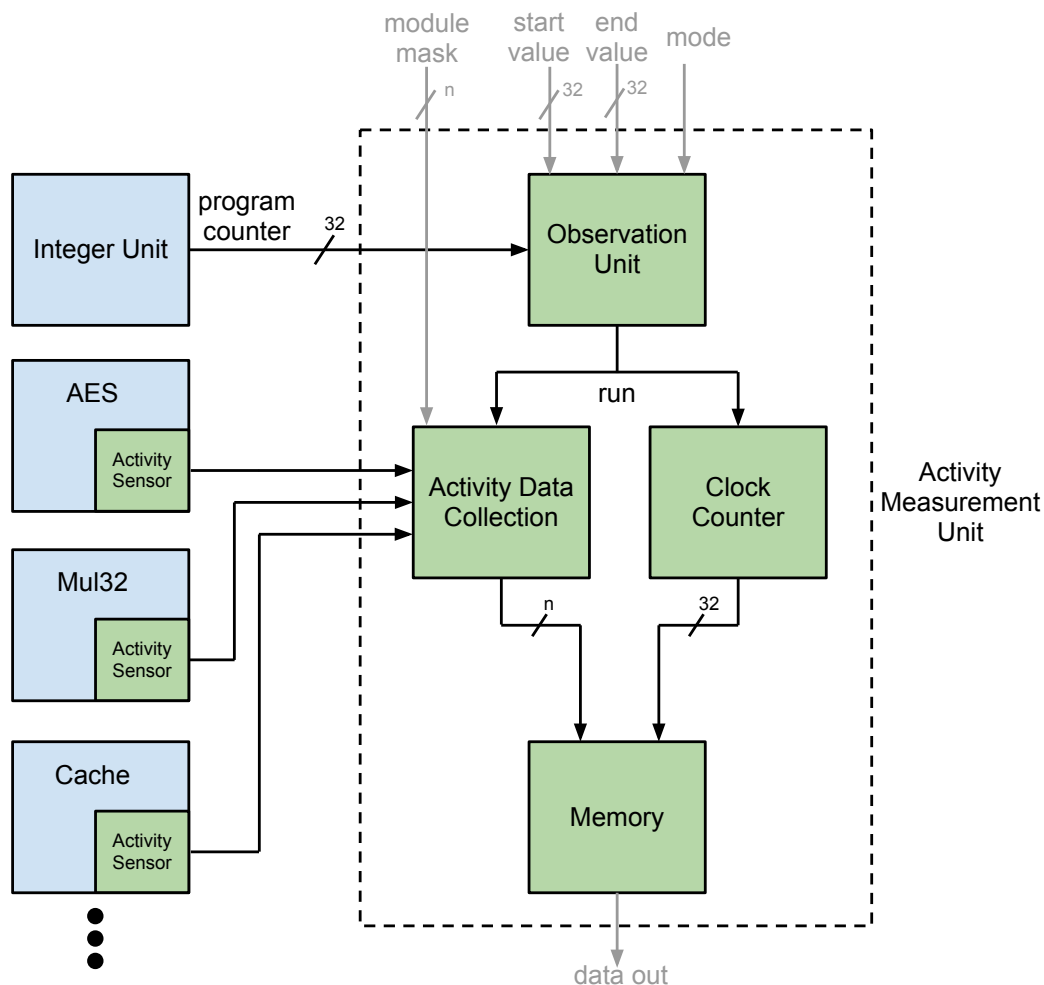 module
mask
start
value
end
value
mode
n
32
32
Integer Unit
program
counter
32
Observation
Unit
AES
Activity
Sensor
run
Activity Data
Collection
Clock
Counter
Activity
Measurement
Unit
Mul32
Activity
Sensor
n
32
Cache
Activity
Sensor
Memory
data out